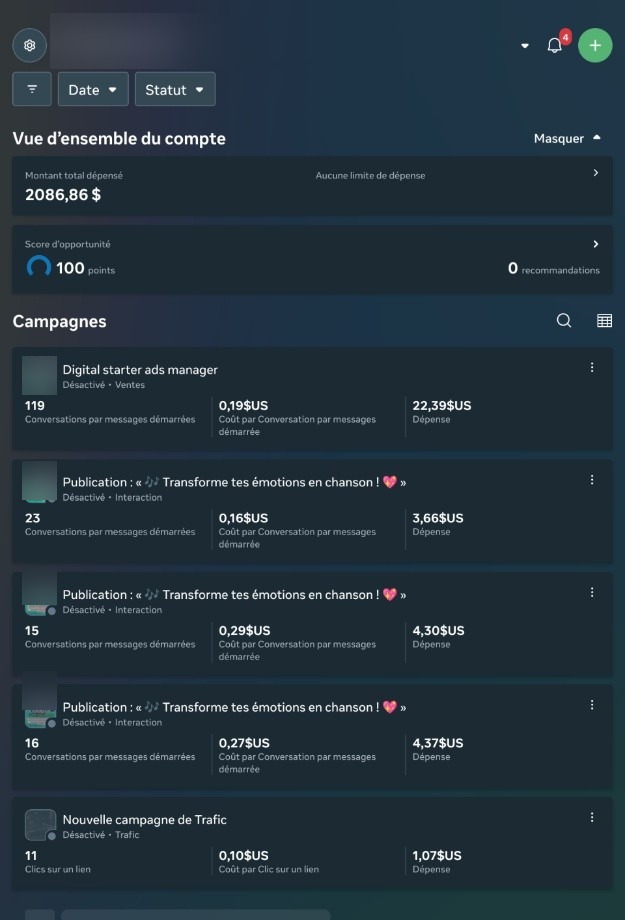 4
Date
Statut
Vue d’ensemble du compte
Masquer
Montant total dépensé
Aucune limite de dépense
2086,86 $
Score d'opportunité
100 points
0 recommandations
Campagnes
Digital starter ads manager
Désactivé • Ventes
119
0,19$US
22,39$US
Conversations par messages démarrées
Coût par Conversation par messages
démarrée
Dépense
Publication : « 🎶 Transforme tes émotions en chanson ! 💖 »
Désactivé • Interaction
23
0,16$US
3,66$US
Conversations par messages démarrées
Coût par Conversation par messages
démarrée
Dépense
Publication : « 🎶 Transforme tes émotions en chanson ! 💖 »
Désactivé • Interaction
15
0,29$US
4,30$US
Conversations par messages démarrées
Coût par Conversation par messages
démarrée
Dépense
Publication : « 🎶 Transforme tes émotions en chanson ! 💖 »
Désactivé • Interaction
16
0,27$US
4,37$US
Conversations par messages démarrées
Coût par Conversation par messages
démarrée
Dépense
Nouvelle campagne de Trafic
Désactivé • Trafic
11
0,10$US
1,07$US
Clics sur un lien
Coût par Clic sur un lien
Dépense